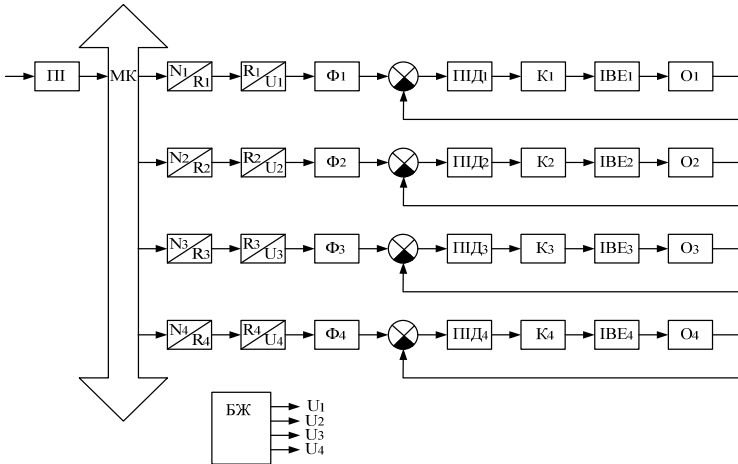 ПІ МК N1 R1 R1 U1 Ф1 ПІД1 К1 ІВЕ1 О1
N2 R2 R2 U2 Ф2 ПІД2 К2 ІВЕ2 О2
N3 R3 R3 U3 Ф3 ПІД3 К3 ІВЕ3 О3
N4 R4 R4 U4 Ф4 ПІД4 К4 ІВЕ4 О4
БЖ U1
U2
U3
U4